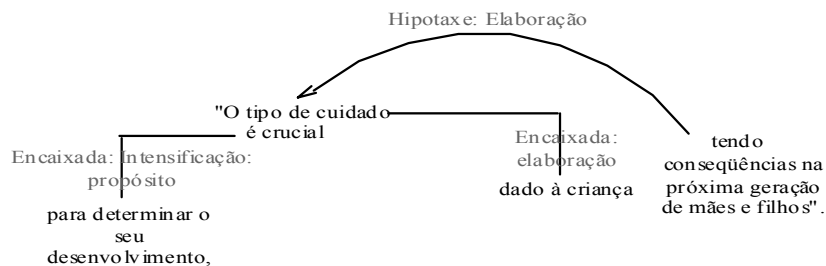 Hipotaxe: Elaboração
"O tipo de cuidado
é crucial
Encaixada: Intensificação:
propósito
para determinar o
seu
desenvolvimento,
Encaixada:
elaboração
dado à criança
tendo
conseqüências na
próxima geração
de mães e filhos".